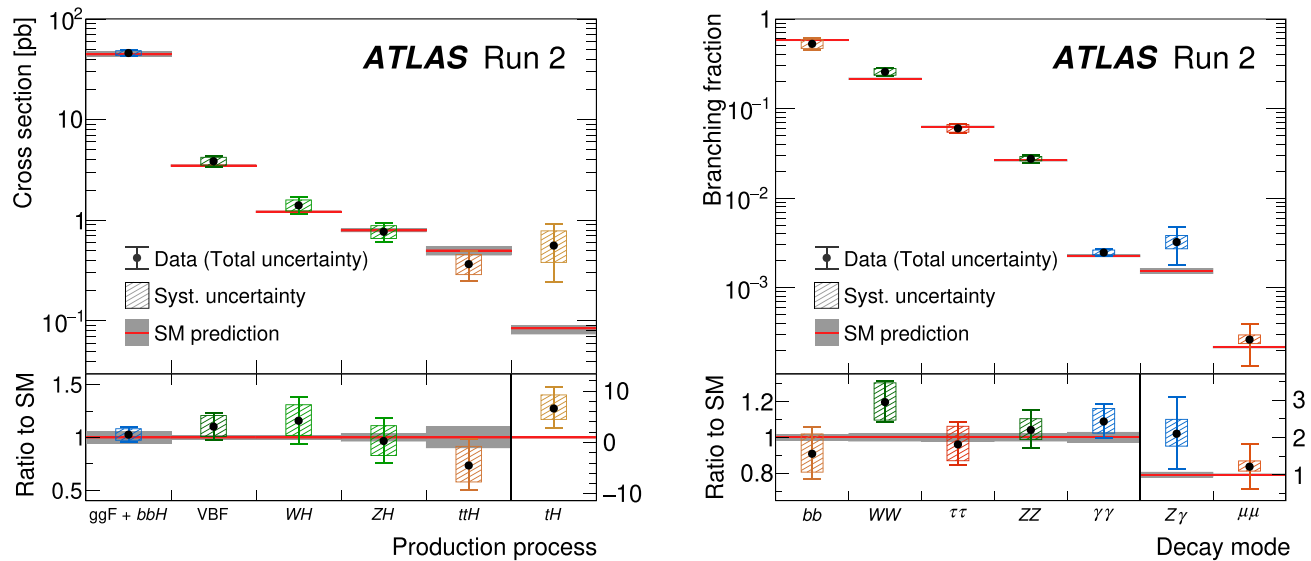 Cross section [pb]
10²
10
1
10⁻¹
ATLAS Run 2
Data (Total uncertainty)
Syst. uncertainty
SM prediction
Ratio to SM
1.5
1
0.5
10
0
−10
ggF + bbH VBF WH ZH ttH tH
Production process
Branching fraction
1
10⁻¹
10⁻²
10⁻³
ATLAS Run 2
Data (Total uncertainty)
Syst. uncertainty
SM prediction
Ratio to SM
1.2
1
0.8
3
2
1
bb WW ττ ZZ γγ Zγ μμ
Decay mode